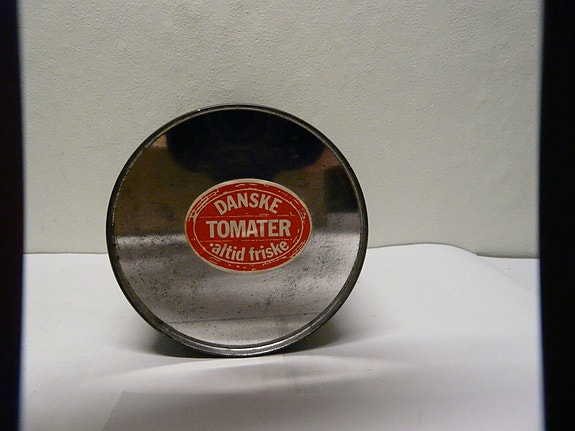 DANSKE
TOMATER
altid friske